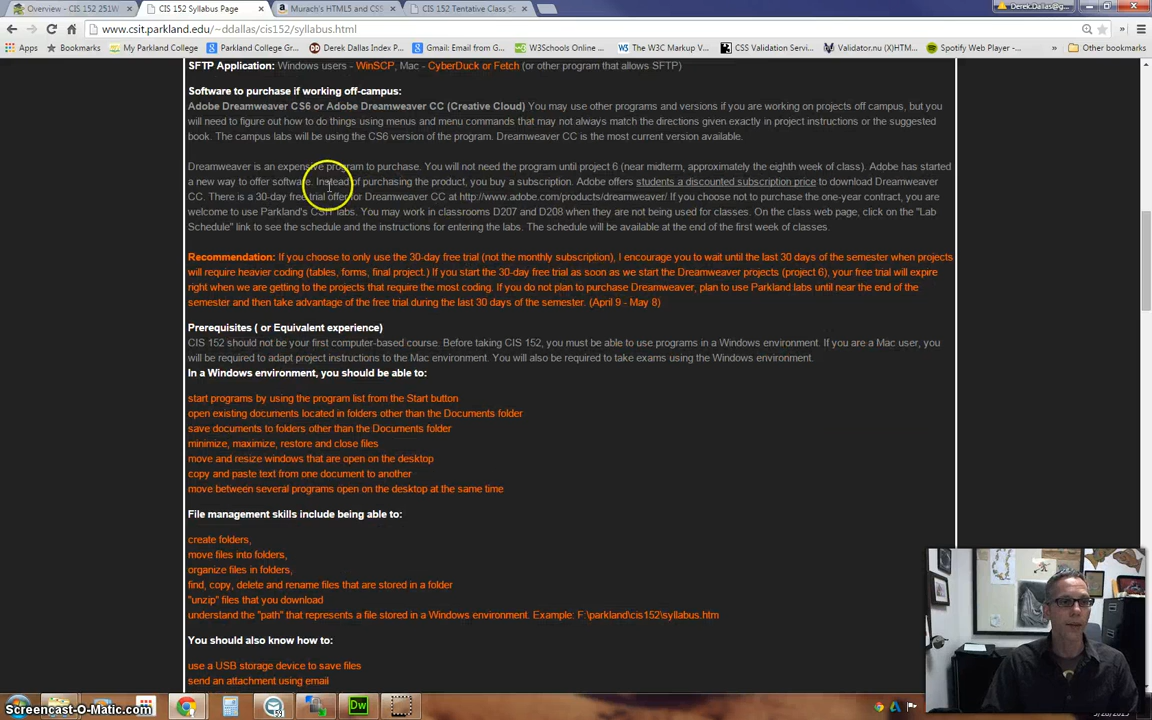 Overview - CIS 152 251W
CIS 152 Syllabus Page
Murach's HTML5 and CSS
CIS 152 Tentative Class S
Derek.Dallas@g
www.csit.parkland.edu/~ddallas/cis152/syllabus.html
Apps
Bookmarks
My Parkland College
Parkland College Gr
Derek Dallas Index P
Gmail: Email from G
W3Schools Online
The W3C Markup V
CSS Validation Servi
Validator.nu (X)HTM
Spotify Web Player -
Other bookmarks
SFTP Application: Windows users - WinSCP, Mac - CyberDuck or Fetch (or other program that allows SFTP)
Software to purchase if working off-campus:
Adobe Dreamweaver CS6 or Adobe Dreamweaver CC (Creative Cloud) You may use other programs and versions if you are working on projects off campus, but you
will need to figure out how to do things using menus and menu commands that may not always match the directions given exactly in project instructions or the suggested
book. The campus labs will be using the CS6 version of the program. Dreamweaver CC is the most current version available.
Dreamweaver is an expensive program to purchase. You will not need the program until project 6 (near midterm, approximately the eighth week of class). Adobe has started
a new way to offer software. Instead of purchasing the product, you buy a subscription. Adobe offers students a discounted subscription price to download Dreamweaver
CC. There is a 30-day free trial offer for Dreamweaver CC at http://www.adobe.com/products/dreamweaver/ If you choose not to purchase the one-year contract, you are
welcome to use Parkland's CSIT labs. You may work in classrooms D207 and D208 when they are not being used for classes. On the class web page, click on the "Lab
Schedule" link to see the schedule and the instructions for entering the labs. The schedule will be available at the end of the first week of classes.
Recommendation: If you choose to only use the 30-day free trial (not the monthly subscription), I encourage you to wait until the last 30 days of the semester when projects
will require heavier coding (tables, forms, final project.) If you start the 30-day free trial as soon as we start the Dreamweaver projects (project 6), your free trial will expire
right when we are getting to the projects that require the most coding. If you do not plan to purchase Dreamweaver, plan to use Parkland labs until near the end of the
semester and then take advantage of the free trial during the last 30 days of the semester. (April 9 - May 8)
Prerequisites ( or Equivalent experience)
CIS 152 should not be your first computer-based course. Before taking CIS 152, you must be able to use programs in a Windows environment. If you are a Mac user, you
will be required to adapt project instructions to the Mac environment. You will also be required to take exams using the Windows environment.
In a Windows environment, you should be able to:
start programs by using the program list from the Start button
open existing documents located in folders other than the Documents folder
save documents to folders other than the Documents folder
minimize, maximize, restore and close files
move and resize windows that are open on the desktop
copy and paste text from one document to another
move between several programs open on the desktop at the same time
File management skills include being able to:
create folders,
move files into folders,
organize files in folders,
find, copy, delete and rename files that are stored in a folder
"unzip" files that you download
understand the "path" that represents a file stored in a Windows environment. Example: F:\parkland\cis152\syllabus.htm
You should also know how to:
use a USB storage device to save files
send an attachment using email
Dw
Screencast-O-Matic.com